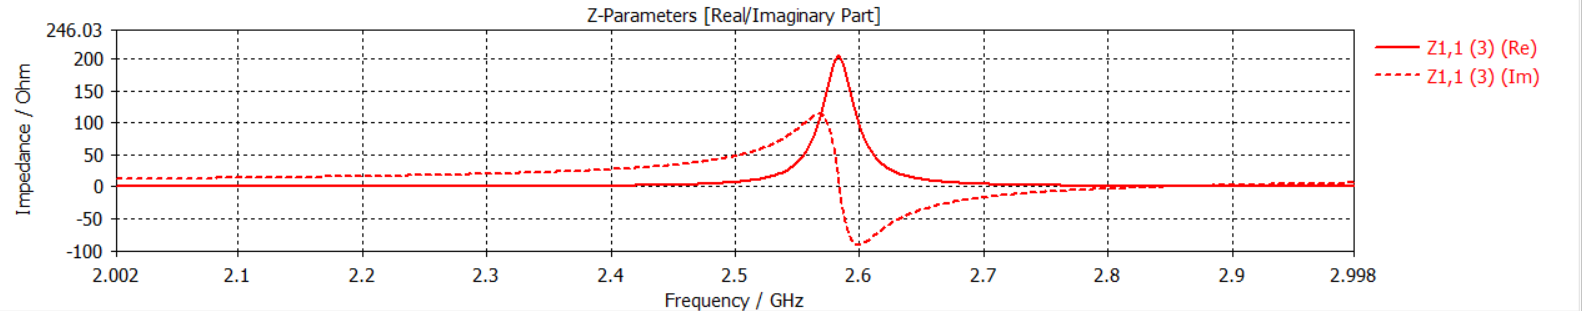 Z-Parameters [Real/Imaginary Part]
246.03
200
150
100
50
0
-50
-100
Impedance / Ohm
2.002 2.1 2.2 2.3 2.4 2.5 2.6 2.7 2.8 2.9 2.998
Frequency / GHz
Z1,1 (3) (Re)
Z1,1 (3) (Im)